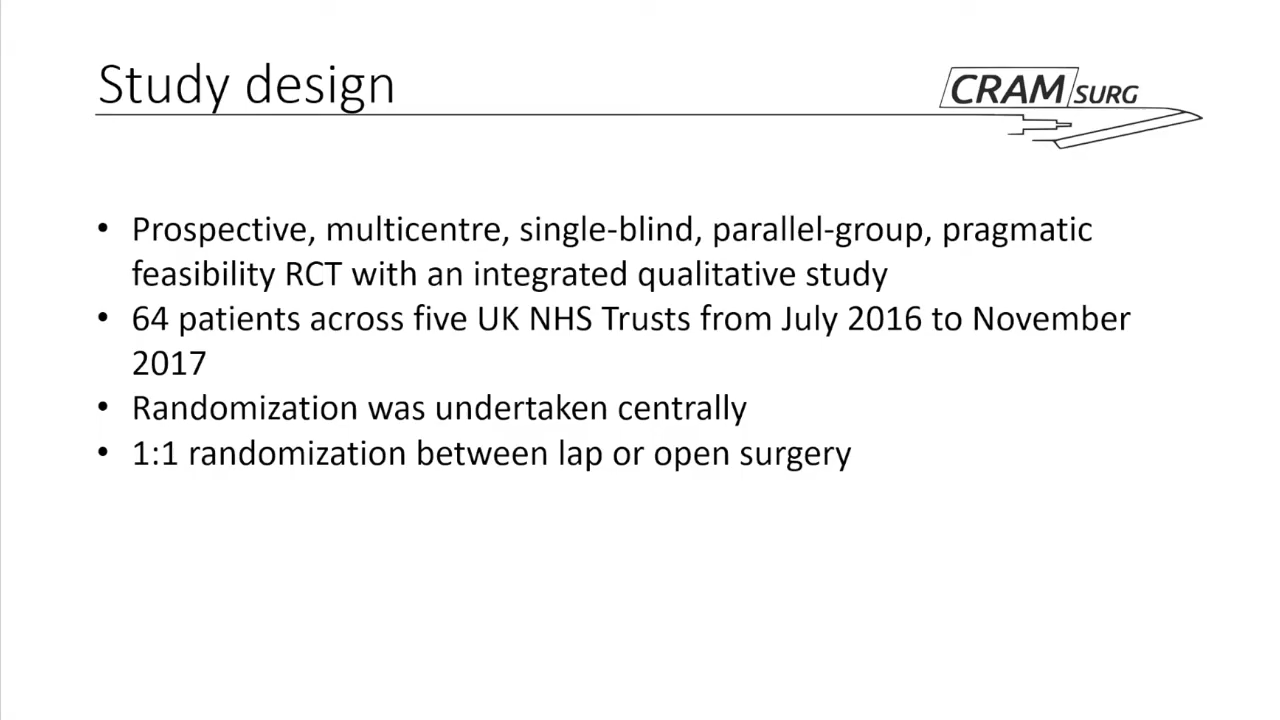 Study design
CRAM SURG
• Prospective, multicentre, single-blind, parallel-group, pragmatic
feasibility RCT with an integrated qualitative study
• 64 patients across five UK NHS Trusts from July 2016 to November
2017
• Randomization was undertaken centrally
• 1:1 randomization between lap or open surgery